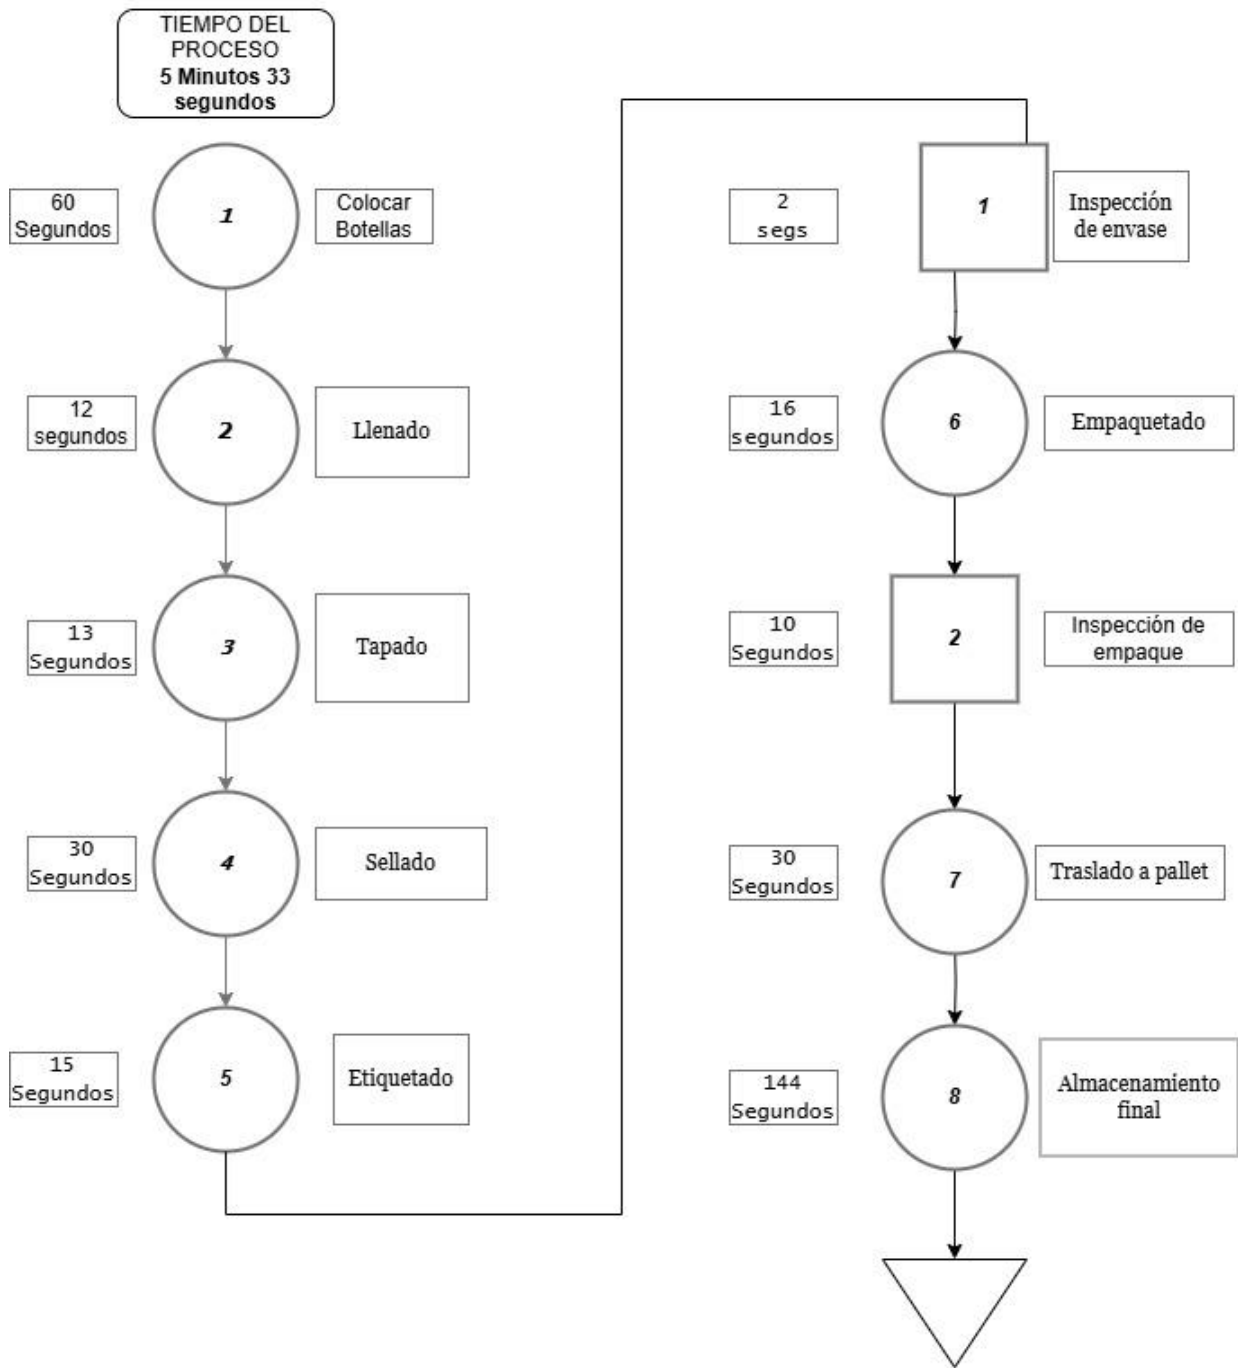 TIEMPO DEL
PROCESO
5 Minutos 33
segundos
60
Segundos
1
Colocar
Botellas
12
segundos
2
Llenado
13
Segundos
3
Tapado
30
Segundos
4
Sellado
15
Segundos
5
Etiquetado
2
segs
1
Inspección
de envase
16
segundos
6
Empaquetado
10
Segundos
2
Inspección de
empaque
30
Segundos
7
Traslado a pallet
144
Segundos
8
Almacenamiento
final